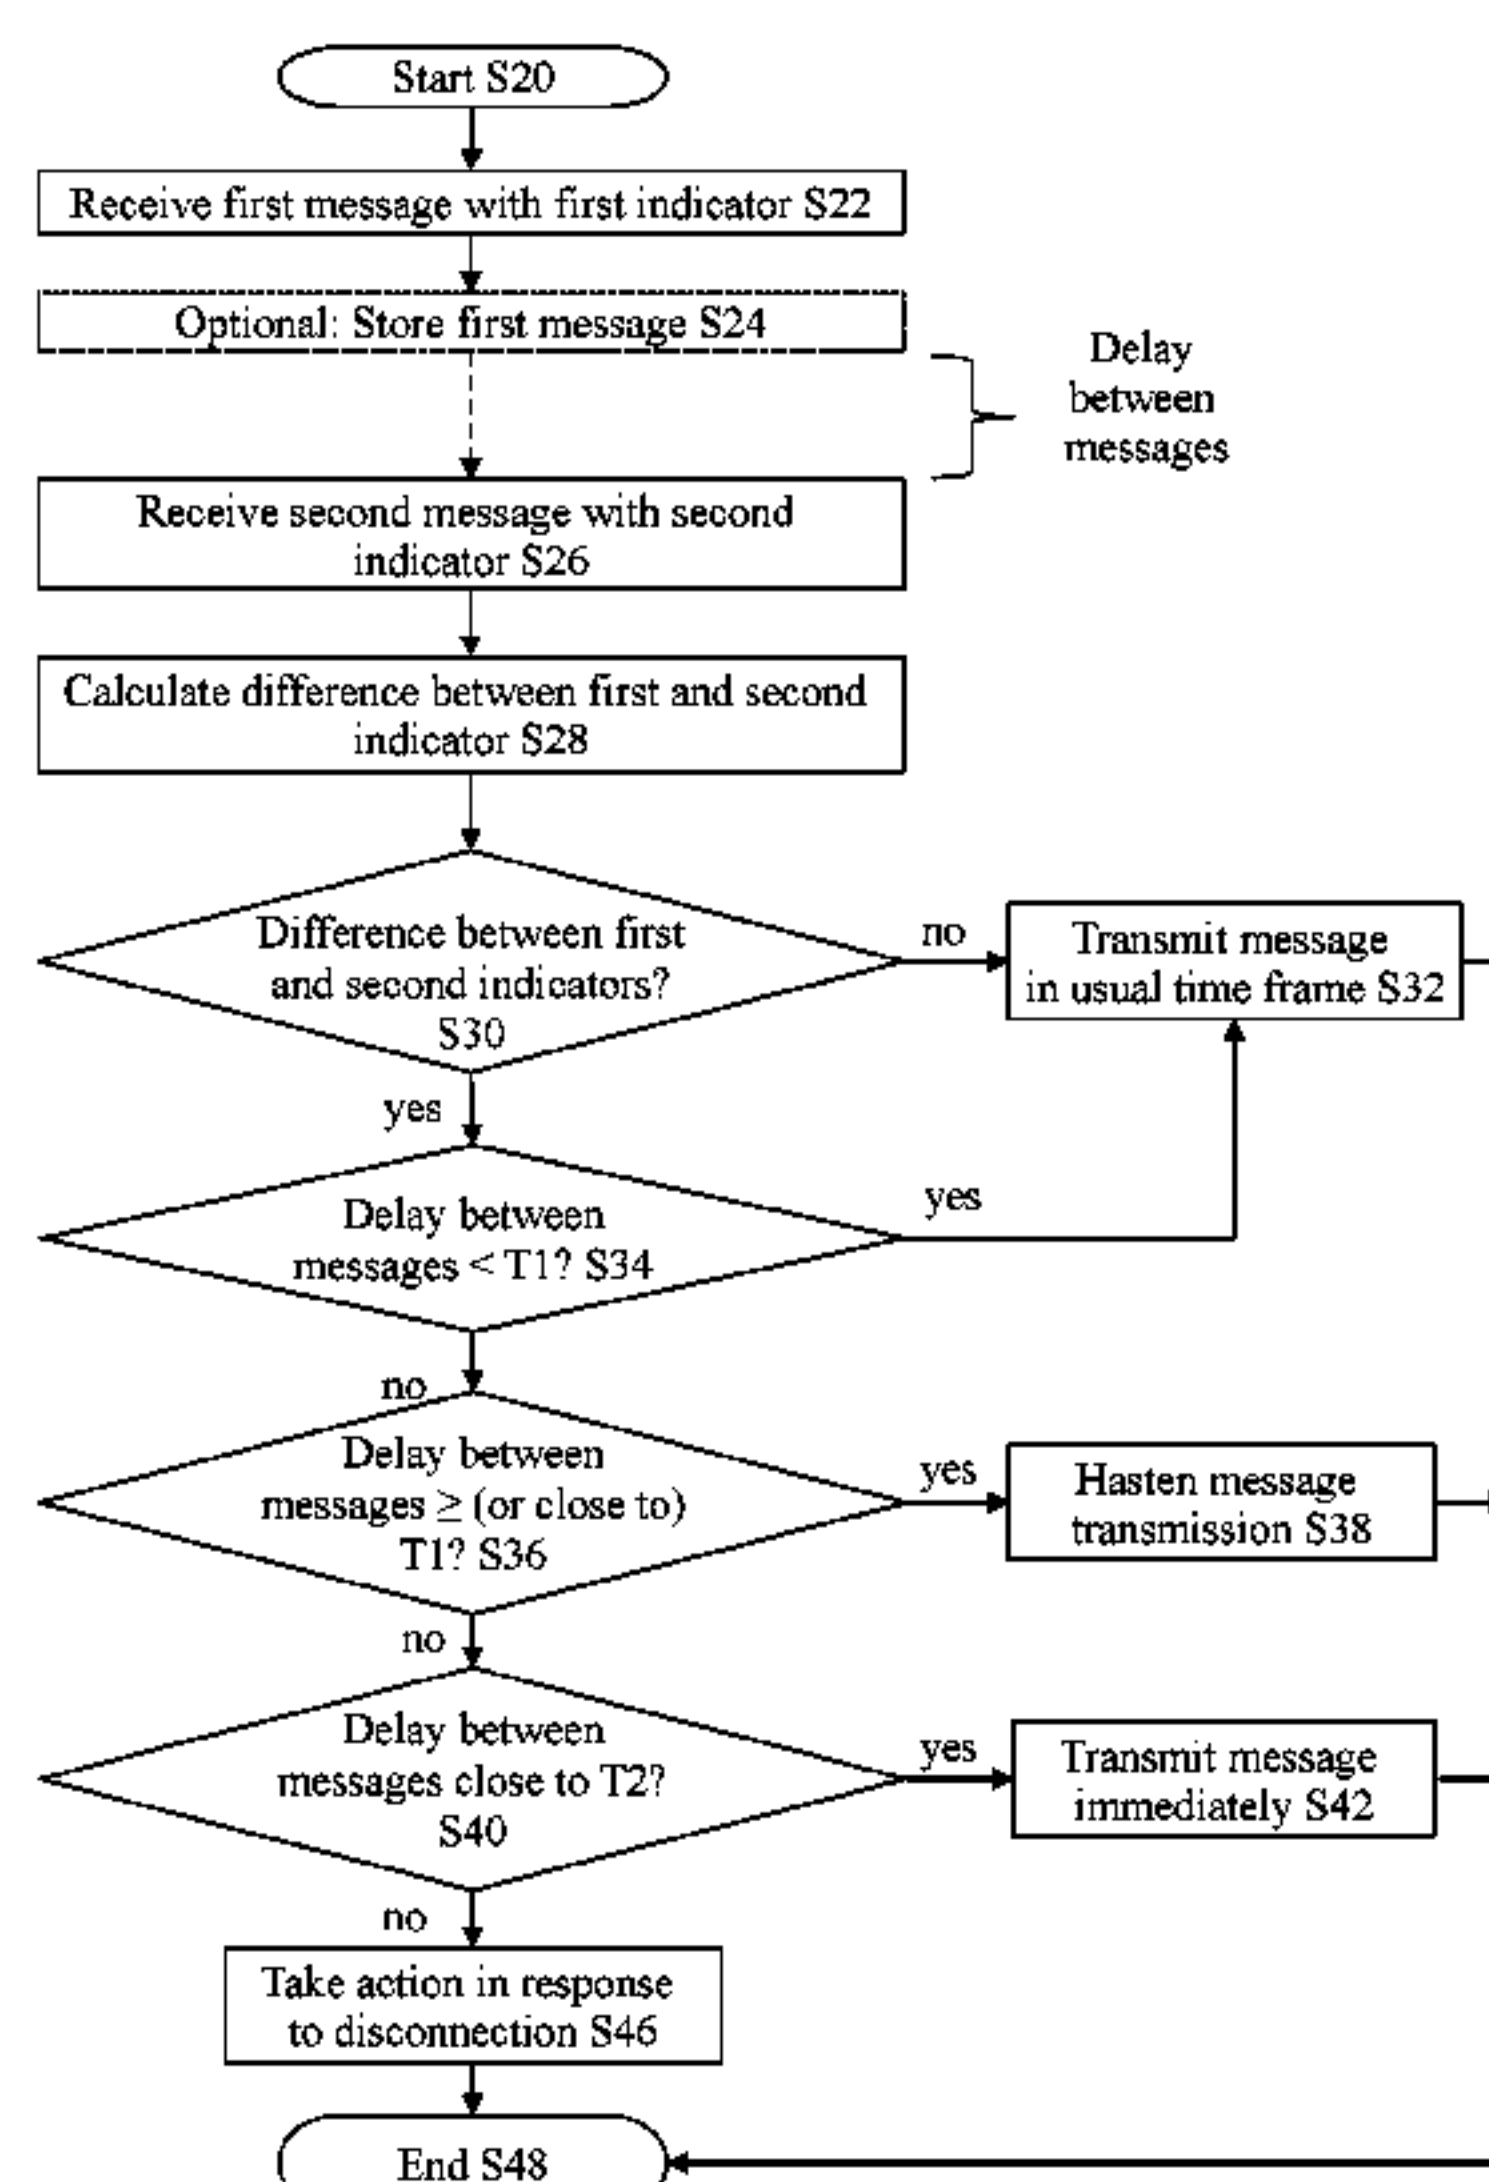 Start S20
Receive first message with first indicator S22
Optional: Store first message S24
Delay
between
messages
Receive second message with second
indicator S26
Calculate difference between first and second
indicator S28
Difference between first
and second indicators?
S30
no
Transmit message
in usual time frame S32
yes
Delay between
messages < T1? S34
yes
no
Delay between
messages ≥ (or close to)
T1? S36
yes
Hasten message
transmission S38
no
Delay between
messages close to T2?
S40
yes
Transmit message
immediately S42
no
Take action in response
to disconnection S46
End S48